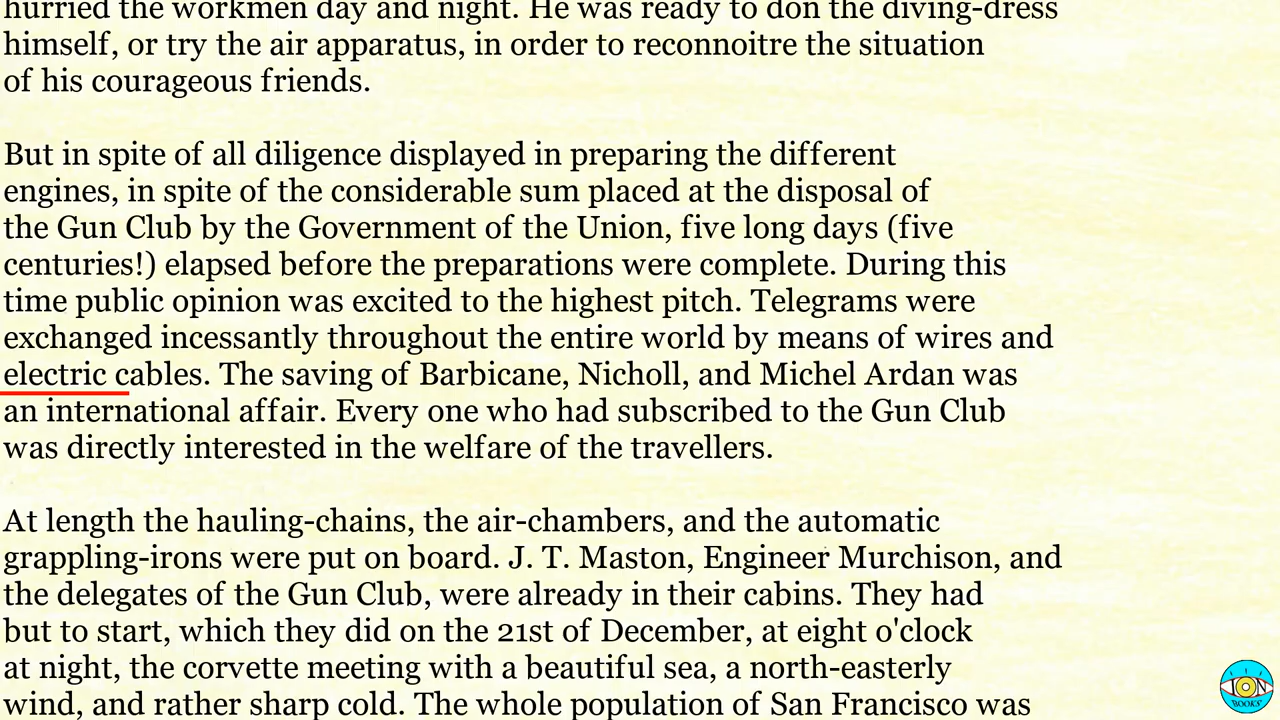 hurried the workmen day and night. He was ready to don the diving-dress
himself, or try the air apparatus, in order to reconnoitre the situation
of his courageous friends.
But in spite of all diligence displayed in preparing the different
engines, in spite of the considerable sum placed at the disposal of
the Gun Club by the Government of the Union, five long days (five
centuries!) elapsed before the preparations were complete. During this
time public opinion was excited to the highest pitch. Telegrams were
exchanged incessantly throughout the entire world by means of wires and
electric cables. The saving of Barbicane, Nicholl, and Michel Ardan was
an international affair. Every one who had subscribed to the Gun Club
was directly interested in the welfare of the travellers.
At length the hauling-chains, the air-chambers, and the automatic
grappling-irons were put on board. J. T. Maston, Engineer Murchison, and
the delegates of the Gun Club, were already in their cabins. They had
but to start, which they did on the 21st of December, at eight o'clock
at night, the corvette meeting with a beautiful sea, a north-easterly
wind, and rather sharp cold. The whole population of San Francisco was
ION
BOOKS